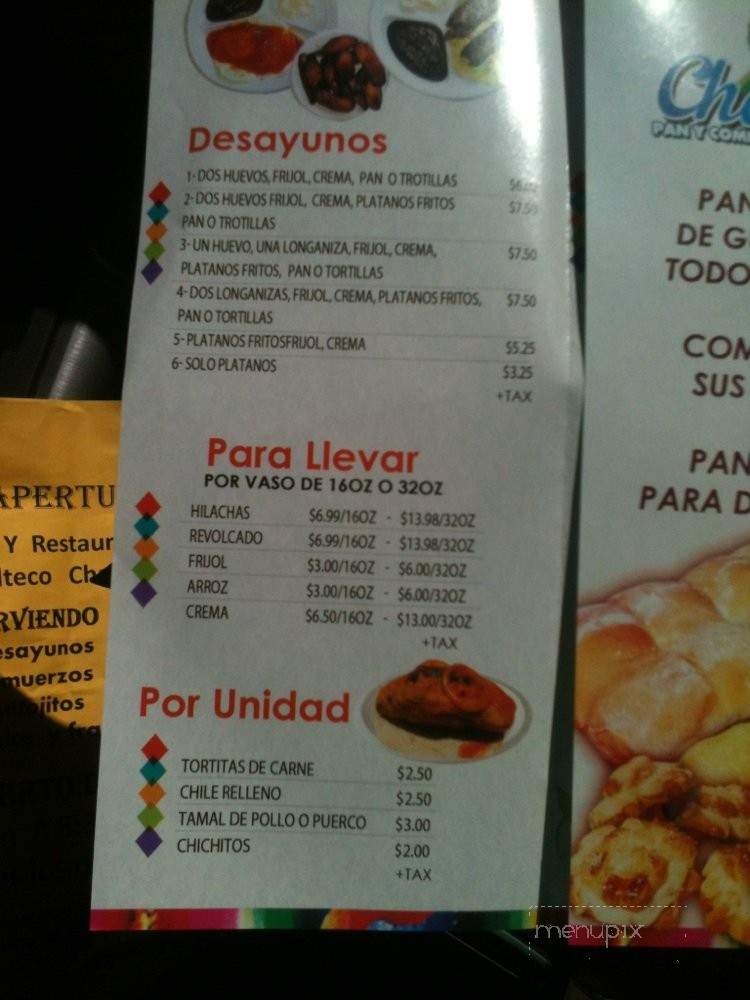 Desayunos
1- DOS HUEVOS, FRIJOL, CREMA, PAN O TROTILLAS
2- DOS HUEVOS FRIJOL, CREMA, PLATANOS FRITOS $7.50
PAN O TROTILLAS
3- UN HUEVO, UNA LONGANIZA, FRIJOL, CREMA, $7.50
PLATANOS FRITOS, PAN O TORTILLAS
4- DOS LONGANIZAS, FRIJOL, CREMA, PLATANOS FRITOS, $7.50
PAN O TORTILLAS
5- PLATANOS FRITOSFRIJOL, CREMA $5.25
6- SOLO PLATANOS $3.25
+TAX
Para Llevar
POR VASO DE 16OZ O 32OZ
HILACHAS $6.99/16OZ - $13.98/32OZ
REVOLCADO $6.99/16OZ - $13.98/32OZ
FRIJOL $3.00/16OZ - $6.00/32OZ
ARROZ $3.00/16OZ - $6.00/32OZ
CREMA $6.50/16OZ - $13.00/32OZ
+TAX
Por Unidad
TORTITAS DE CARNE $2.50
CHILE RELLENO $2.50
TAMAL DE POLLO O PUERCO $3.00
CHICHITOS $2.00
+TAX
Ch
PAN Y COM
PAN
DE G
TODO
COM
SUS
PAN
PARA D
APERTU
Y Restaur
lteco Ch
RVIENDO
esayunos
muerzos
ntojitos
menupix